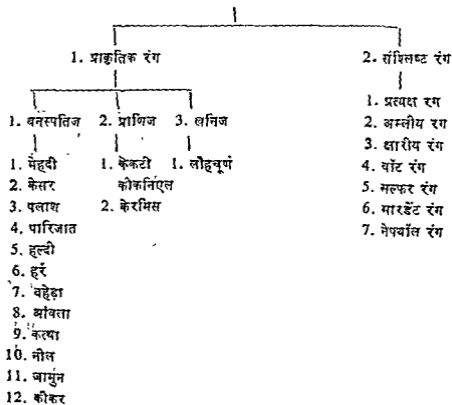 1. प्राकृतिक रंग 2. संश्लिष्ट रंग
1. वनस्पतिज 2. प्राणिज 3. खनिज
1. मेंहदी
2. केसर
3. पलाश
4. पारिजात
5. हल्दी
6. हर्र
7. बहेड़ा
8. आंवला
9. कत्था
10. नील
11. जामुन
12. कीकर
1. केकटी
कोकनिएल
2. केरमिस
1. लौहचूर्ण
1. प्रत्यक्ष रग
2. अम्लीय रंग
3. क्षारीय रंग
4. वॉट रंग
5. सल्फर रंग
6. मारडेंट रंग
7. नेफ्थॉल रंग